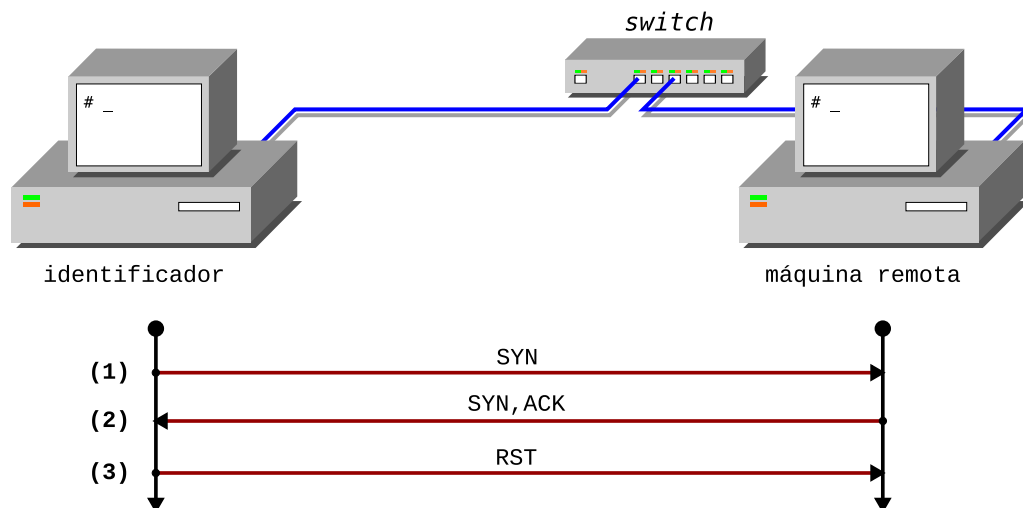 switch
# _
# _
identificador
máquina remota
(1)
SYN
(2)
SYN,ACK
(3)
RST